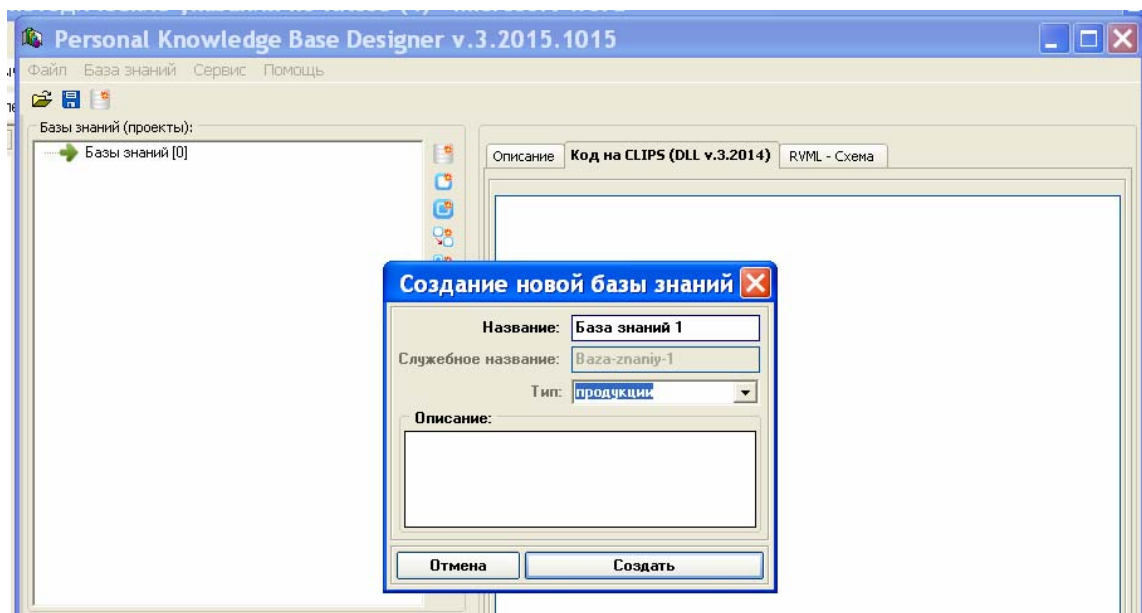 Personal Knowledge Base Designer v.3.2015.1015
Файл База знаний Сервис Помощь
Базы знаний (проекты):
Базы знаний [0]
Описание Код на CLIPS (DLL v.3.2014) RVML - Схема
Создание новой базы знаний
Название: База знаний 1
Служебное название: Baza-znaniy-1
Тип: продукции
Описание:
Отмена Создать